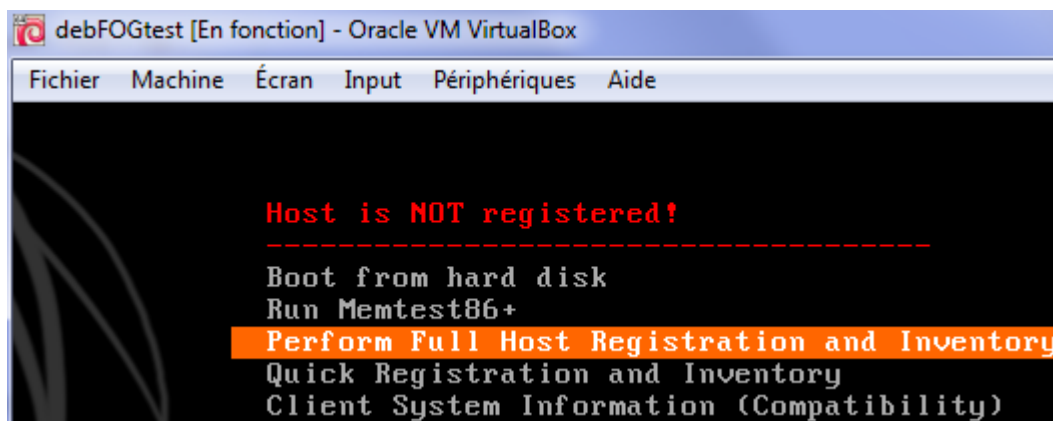 debFOGtest [En fonction] - Oracle VM VirtualBox
Fichier Machine Écran Input Périphériques Aide
Host is NOT registered!
------------------------------------
Boot from hard disk
Run Memtest86+
Perform Full Host Registration and Inventory
Quick Registration and Inventory
Client System Information (Compatibility)